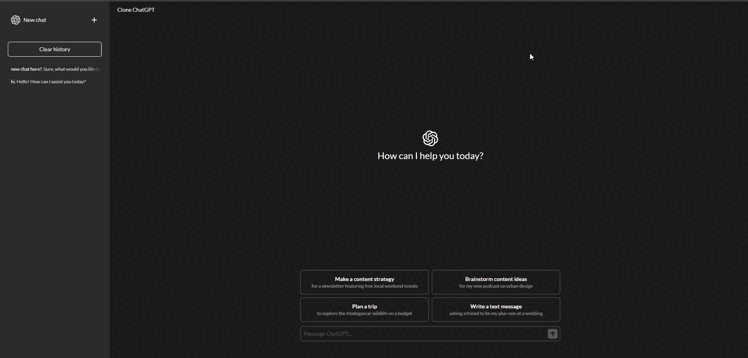 New chat
Clone ChatGPT
Clear history
new chat here?. Sure, what would you like
hi. Hello! How can I assist you today?
How can I help you today?
Make a content strategy
for a newsletter featuring free local weekend events
Brainstorm content ideas
for my new podcast on urban design
Plan a trip
to explore the Madagascar wildlife on a budget
Write a text message
asking a friend to be my plus-one at a wedding
Message ChatGPT...